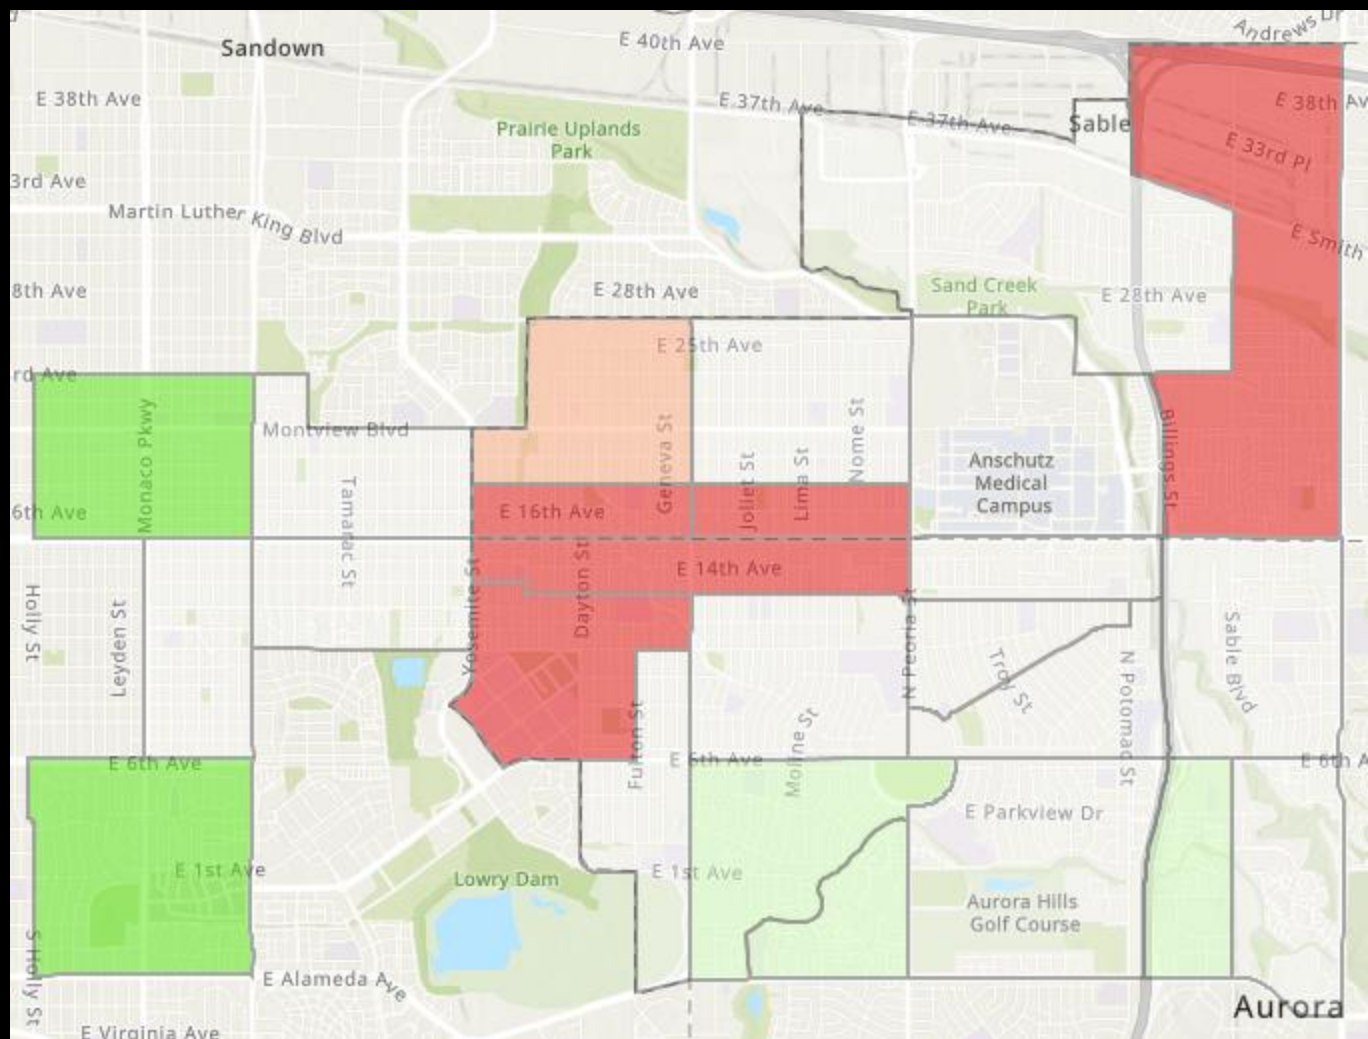 Andrews Dr
Sandown
E 40th Ave
E 38th Ave
E 37th Ave
E 38th Av
E 37th Ave
Sable
Prairie Uplands
Park
E 33rd Pl
3rd Ave
Martin Luther King Blvd
E Smith
8th Ave
E 28th Ave
Sand Creek
Park
E 28th Ave
E 25th Ave
rd Ave
Monaco Pkwy
Montview Blvd
Geneva St
Joliet St
Lima St
Nome St
Billings St
Anschutz
Medical
Campus
6th Ave
Tamarac St
E 16th Ave
E 14th Ave
Holly St
Leyden St
Yosemite St
Dayton St
N Peoria St
Troy St
N Potomac St
Sable Blvd
Fulton St
Moline St
E 6th Ave
E 6th Ave
E 6th A
E Parkview Dr
E 1st Ave
Lowry Dam
E 1st Ave
Aurora Hills
Golf Course
S Holly St
E Alameda Ave
Aurora
E Virginia Ave